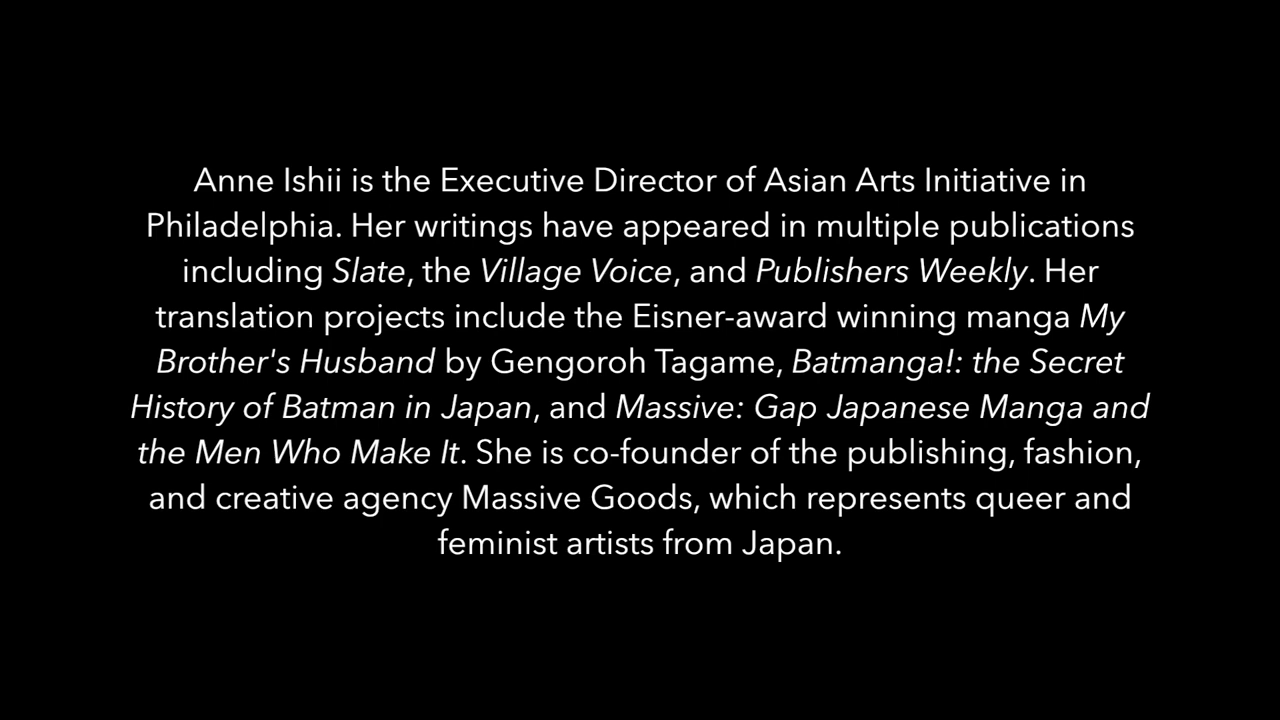 Anne Ishii is the Executive Director of Asian Arts Initiative in
Philadelphia. Her writings have appeared in multiple publications
including Slate, the Village Voice, and Publishers Weekly. Her
translation projects include the Eisner-award winning manga My
Brother's Husband by Gengoroh Tagame, Batmanga!: the Secret
History of Batman in Japan, and Massive: Gap Japanese Manga and
the Men Who Make It. She is co-founder of the publishing, fashion,
and creative agency Massive Goods, which represents queer and
feminist artists from Japan.